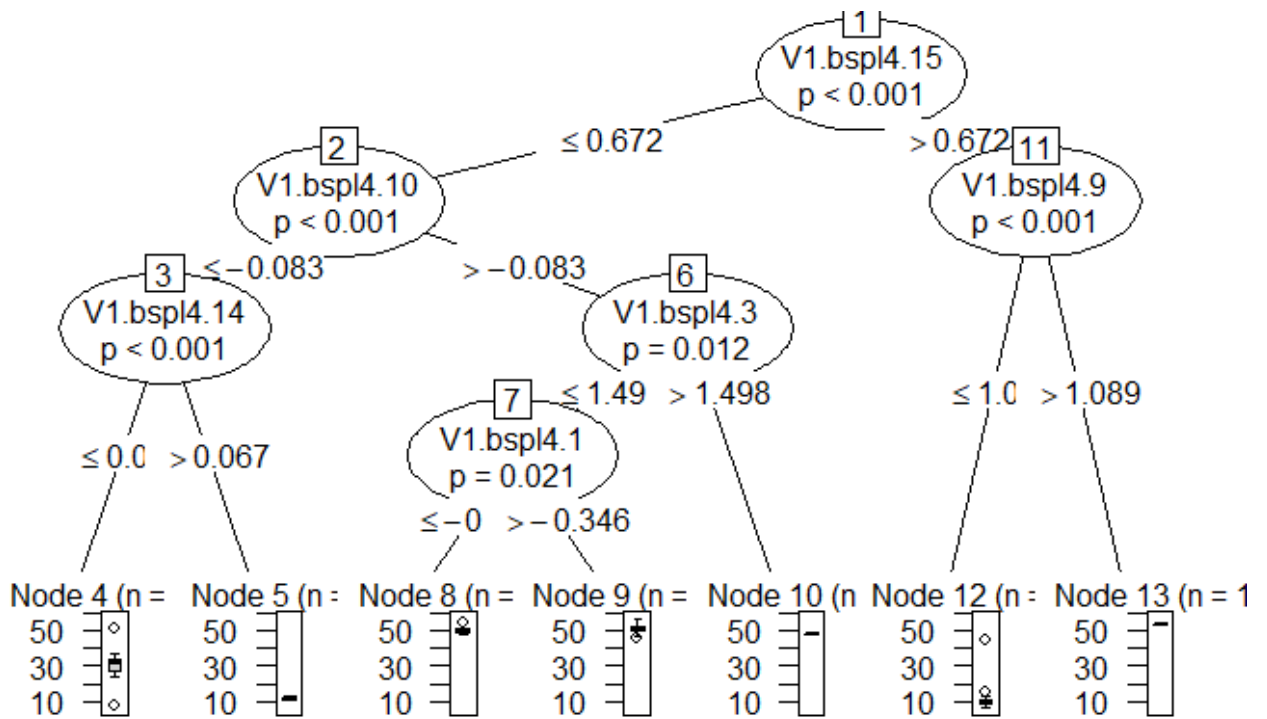 1
V1.bspl4.15
p < 0.001
≤ 0.672
> 0.672
2
V1.bspl4.10
p < 0.001
11
V1.bspl4.9
p < 0.001
≤ −0.083
> −0.083
3
V1.bspl4.14
p < 0.001
6
V1.bspl4.3
p = 0.012
≤ 1.49
> 1.498
≤ 1.0
> 1.089
7
V1.bspl4.1
p = 0.021
≤ 0.0
> 0.067
≤ −0
> −0.346
Node 4 (n =
Node 5 (n =
Node 8 (n =
Node 9 (n =
Node 10 (n
Node 12 (n =
Node 13 (n = 1
50
30
10
50
30
10
50
30
10
50
30
10
50
30
10
50
30
10
50
30
10